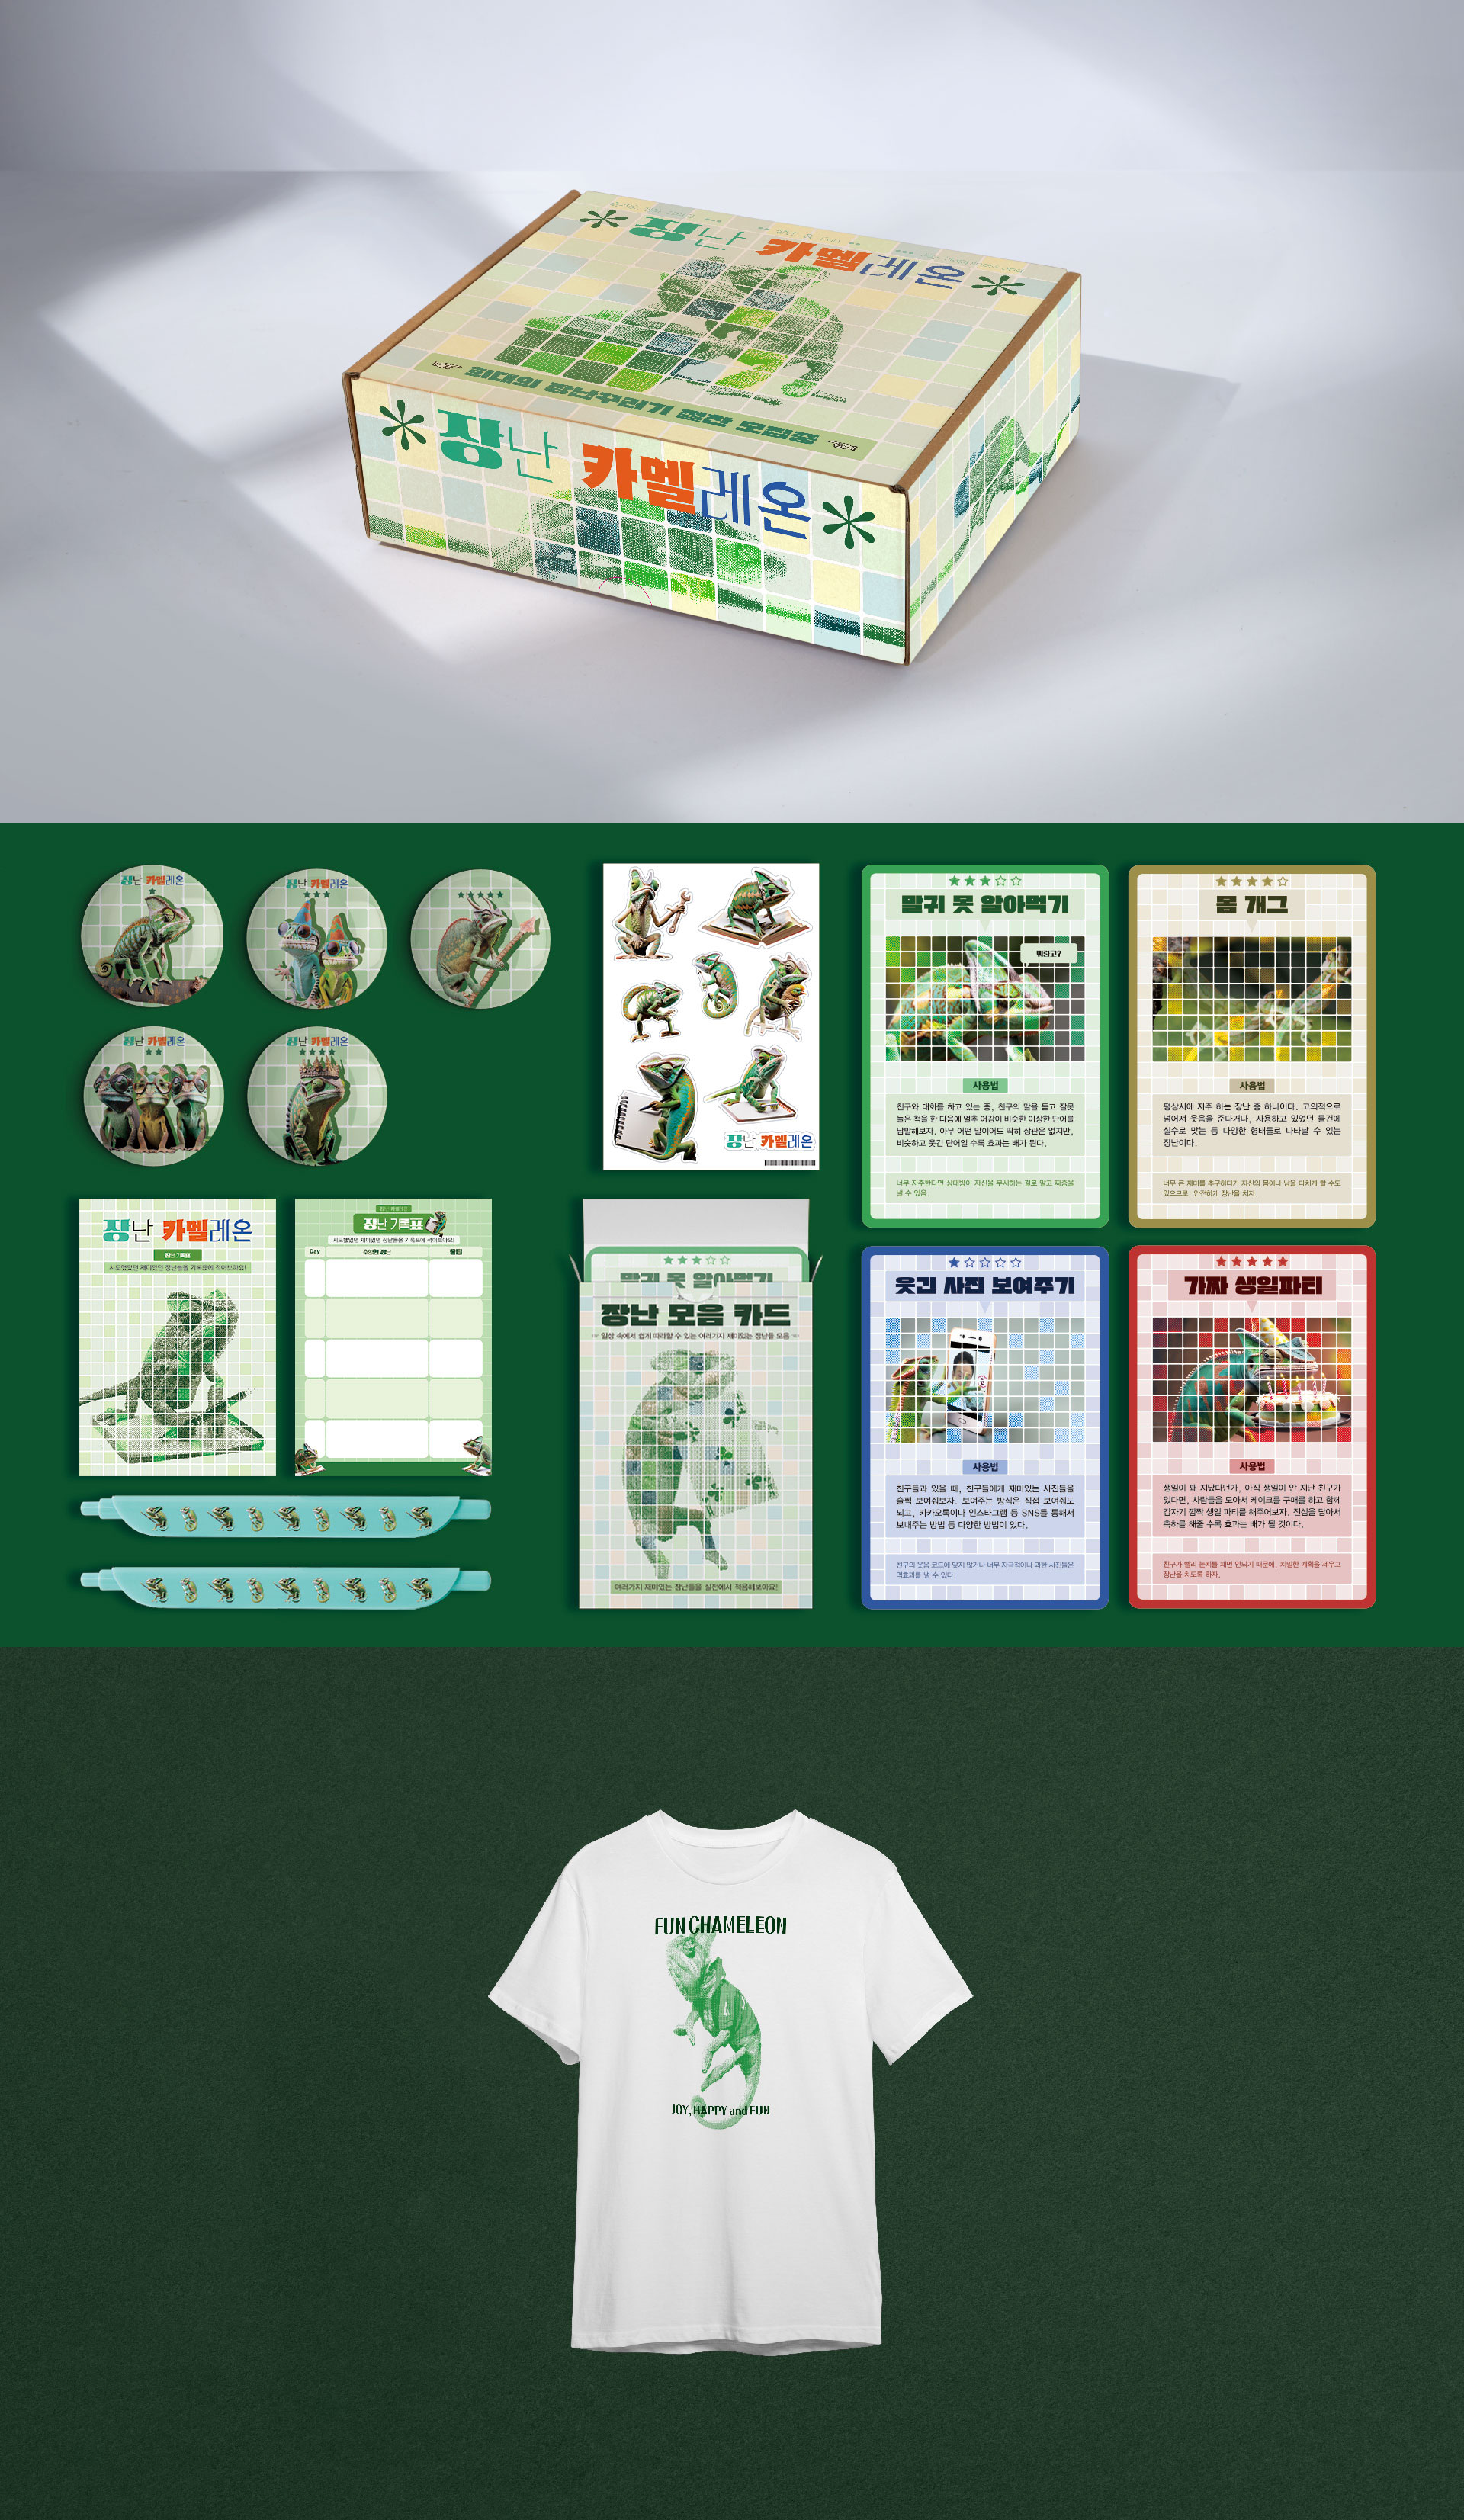 장난 카멜레온
희대의 장난꾸러기 절찬 모집중
장난 카멜레온
장난 카멜레온
장난 카멜레온
장난 카멜레온
장난 카멜레온
장난 카멜레온
말귀 못 알아먹기
뭐라고?
사용법
친구와 대화를 하고 있는 중, 친구의 말을 듣고 잘못
들은 척을 한 다음에 얼추 어감이 비슷한 이상한 단어를
남발해보자. 아무 어떤 말이어도 딱히 상관은 없지만,
비슷하고 웃긴 단어일 수록 효과는 배가 된다.
너무 자주한다면 상대방이 자신을 무시하는 걸로 알고 짜증을
낼 수 있음.
몸 개그
사용법
평상시에 자주 하는 장난 중 하나이다. 고의적으로
넘어져 웃음을 준다거나, 사용하고 있었던 물건에
실수로 맞는 등 다양한 형태들로 나타날 수 있는
장난이다.
너무 큰 재미를 추구하다가 자신의 몸이나 남을 다치게 할 수도
있으므로, 안전하게 장난을 치자.
장난 카멜레온
장난 기록표
시도했었던 재미있던 장난들을 기록표에 적어보아요!
장난 기록표
시도했었던 재미있던 장난들을 기록표에 적어보아요!
Day
수행한 장난
말귀 못 알아먹기
장난 모음 카드
일상 속에서 쉽게 따라할 수 있는 여러가지 재미있는 장난들 모음
여러가지 재미있는 장난들을 실전에서 적용해보아요!
웃긴 사진 보여주기
사용법
친구들과 있을 때, 친구들에게 재미있는 사진들을
슬쩍 보여줘보자. 보여주는 방식은 직접 보여줘도
되고, 카카오톡이나 인스타그램 등 SNS를 통해서
보내주는 방법 등 다양한 방법이 있다.
친구의 웃음 코드에 맞지 않거나 너무 자극적이나 과한 사진들은
역효과를 낼 수 있다.
가짜 생일파티
사용법
생일이 꽤 지났다던가, 아직 생일이 안 지난 친구가
있다면, 사람들을 모아서 케이크를 구매를 하고 함께
갑자기 깜짝 생일 파티를 해주어보자. 진심을 담아서
축하를 해줄 수록 효과는 배가 될 것이다.
친구가 빨리 눈치를 채면 안되기 때문에, 치밀한 계획을 세우고
장난을 치도록 하자.
FUN CHAMELEON
JOY, HAPPY and FUN